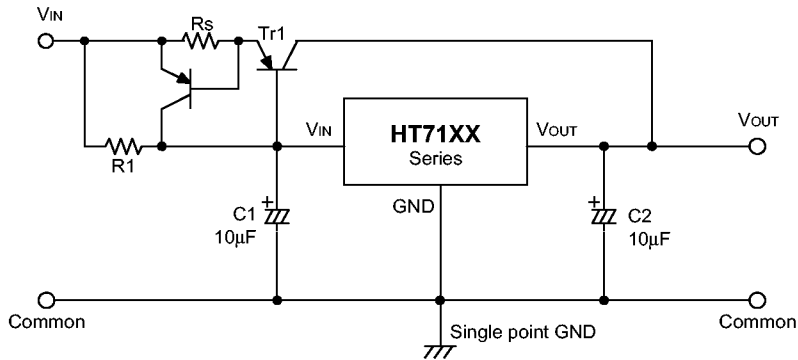 VIN
Rs
Tr1
R1
VIN
HT71XX
Series
VOUT
VOUT
GND
+
C1
10μF
+
C2
10μF
Common
Single point GND
Common